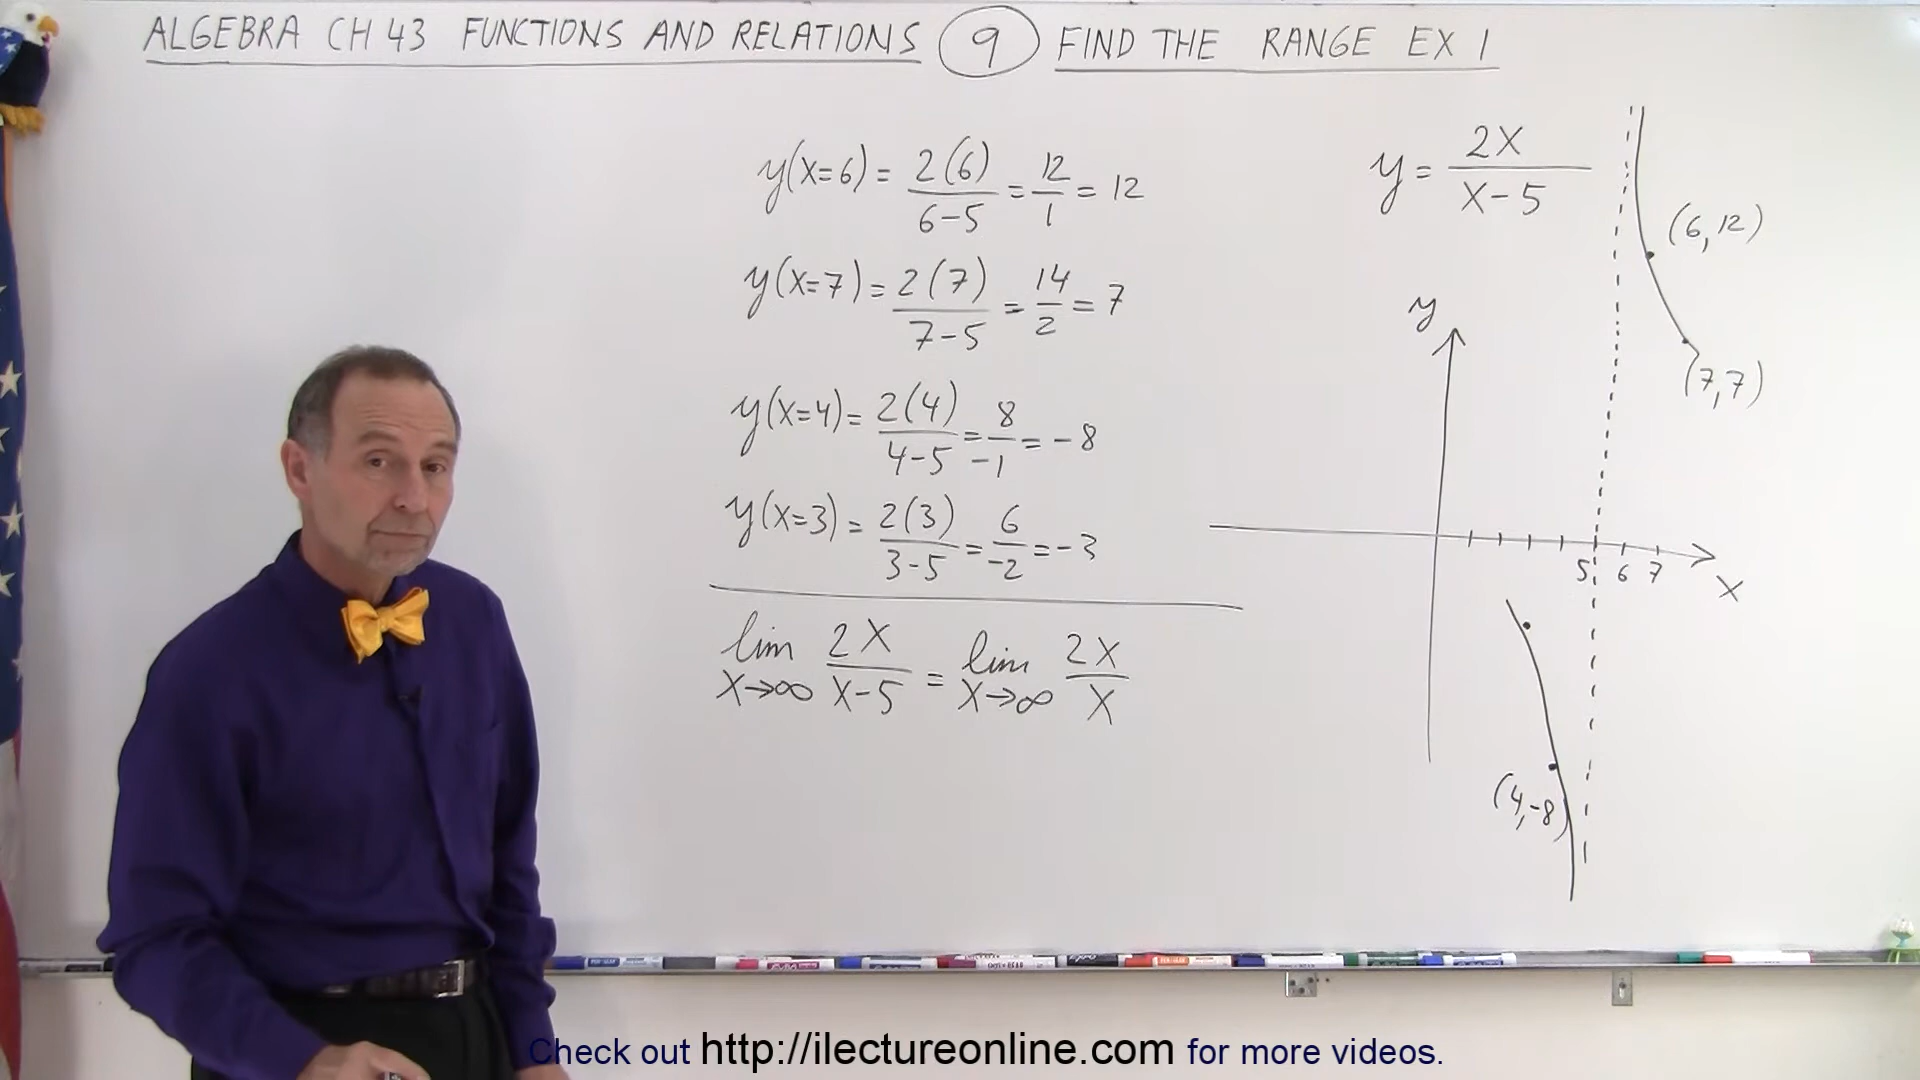 ALGEBRA CH 43 FUNCTIONS AND RELATIONS 9 FIND THE RANGE EX 1
y(x=6) = 2(6)/6-5 = 12/1 = 12
y(x=7) = 2(7)/7-5 = 14/2 = 7
y(x=4) = 2(4)/4-5 = 8/-1 = -8
y(x=3) = 2(3)/3-5 = 6/-2 = -3
lim x→∞ 2x/x-5 = lim x→∞ 2x/x
y = 2x/x-5
(6,12)
y
(7,7)
5 6 7
x
(4,-8)
Check out http://ilectureonline.com for more videos.